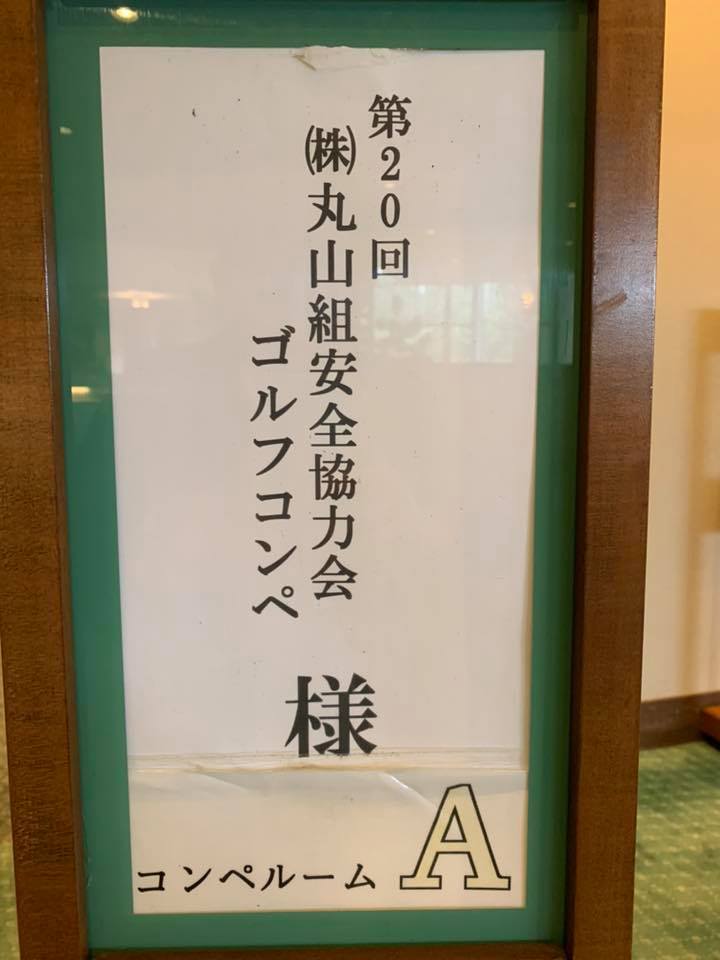 第20回
㈱丸山組安全協力会
ゴルフコンペ
様
コンペルーム A